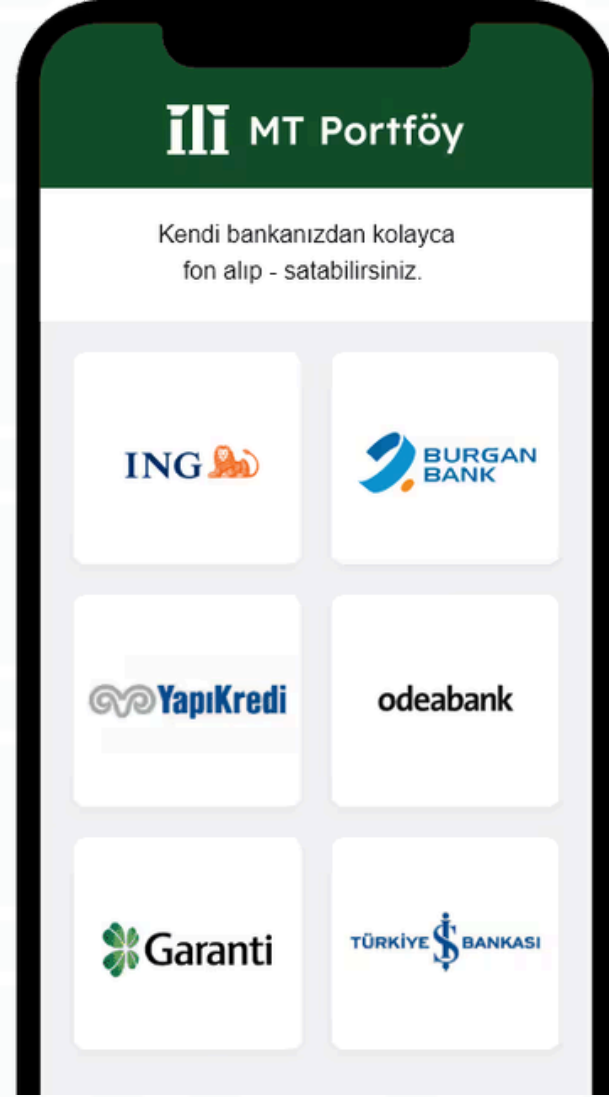 MT Portföy
Kendi bankanızdan kolayca
fon alıp - satabilirsiniz.
ING
BURGAN
BANK
YapıKredi
odeabank
Garanti
TÜRKİYE İŞ BANKASI